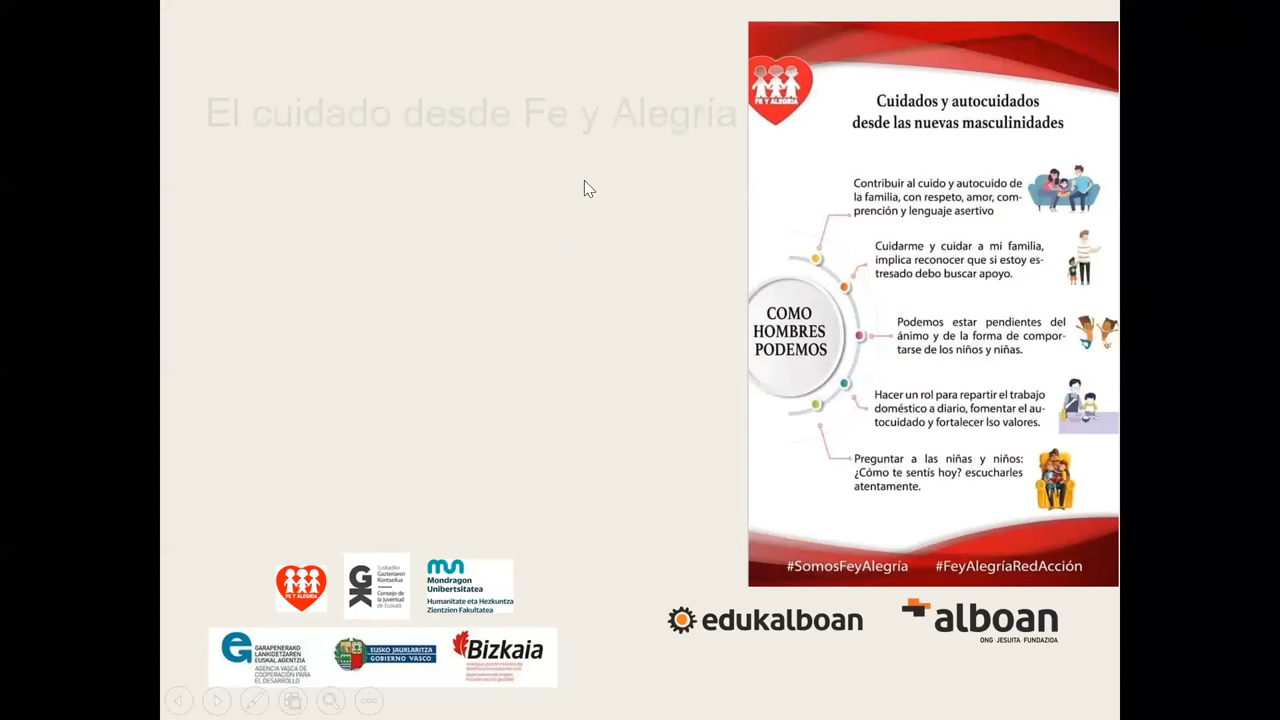 El cuidado desde Fe y Alegría
FE Y ALEGRIA
Cuidados y autocuidados
desde las nuevas masculinidades
Contribuir al cuido y autocuido de
la familia, con respeto, amor, com-
prención y lenguaje asertivo
Cuidarme y cuidar a mi familia,
implica reconocer que si estoy es-
tresado debo buscar apoyo.
COMO
HOMBRES
PODEMOS
Podemos estar pendientes del
ánimo y de la forma de compor-
tarse de los niños y niñas.
Hacer un rol para repartir el trabajo
doméstico a diario, fomentar el au-
tocuidado y fortalecer lso valores.
Preguntar a las niñas y niños:
¿Cómo te sentís hoy? escucharles
atentamente.
#SomosFeyAlegría #FeyAlegríaRedAcción
FE Y ALEGRIA
GK
Euskadiko
Gazteriaren
Kontseilua
Consejo de
la Juventud
de Euskadi
Mondragon
Unibertsitatea
Humanitate eta Hezkuntza
Zientzien Fakultatea
edukalboan
alboan
ONG JESUITA FUNDAZIOA
GARAPENERAKO
LANKIDETZAREN
EUSKAL AGENTZIA
AGENCIA VASCA DE
COOPERACIÓN PARA
EL DESARROLLO
EUSKO JAURLARITZA
GOBIERNO VASCO
Bizkaia